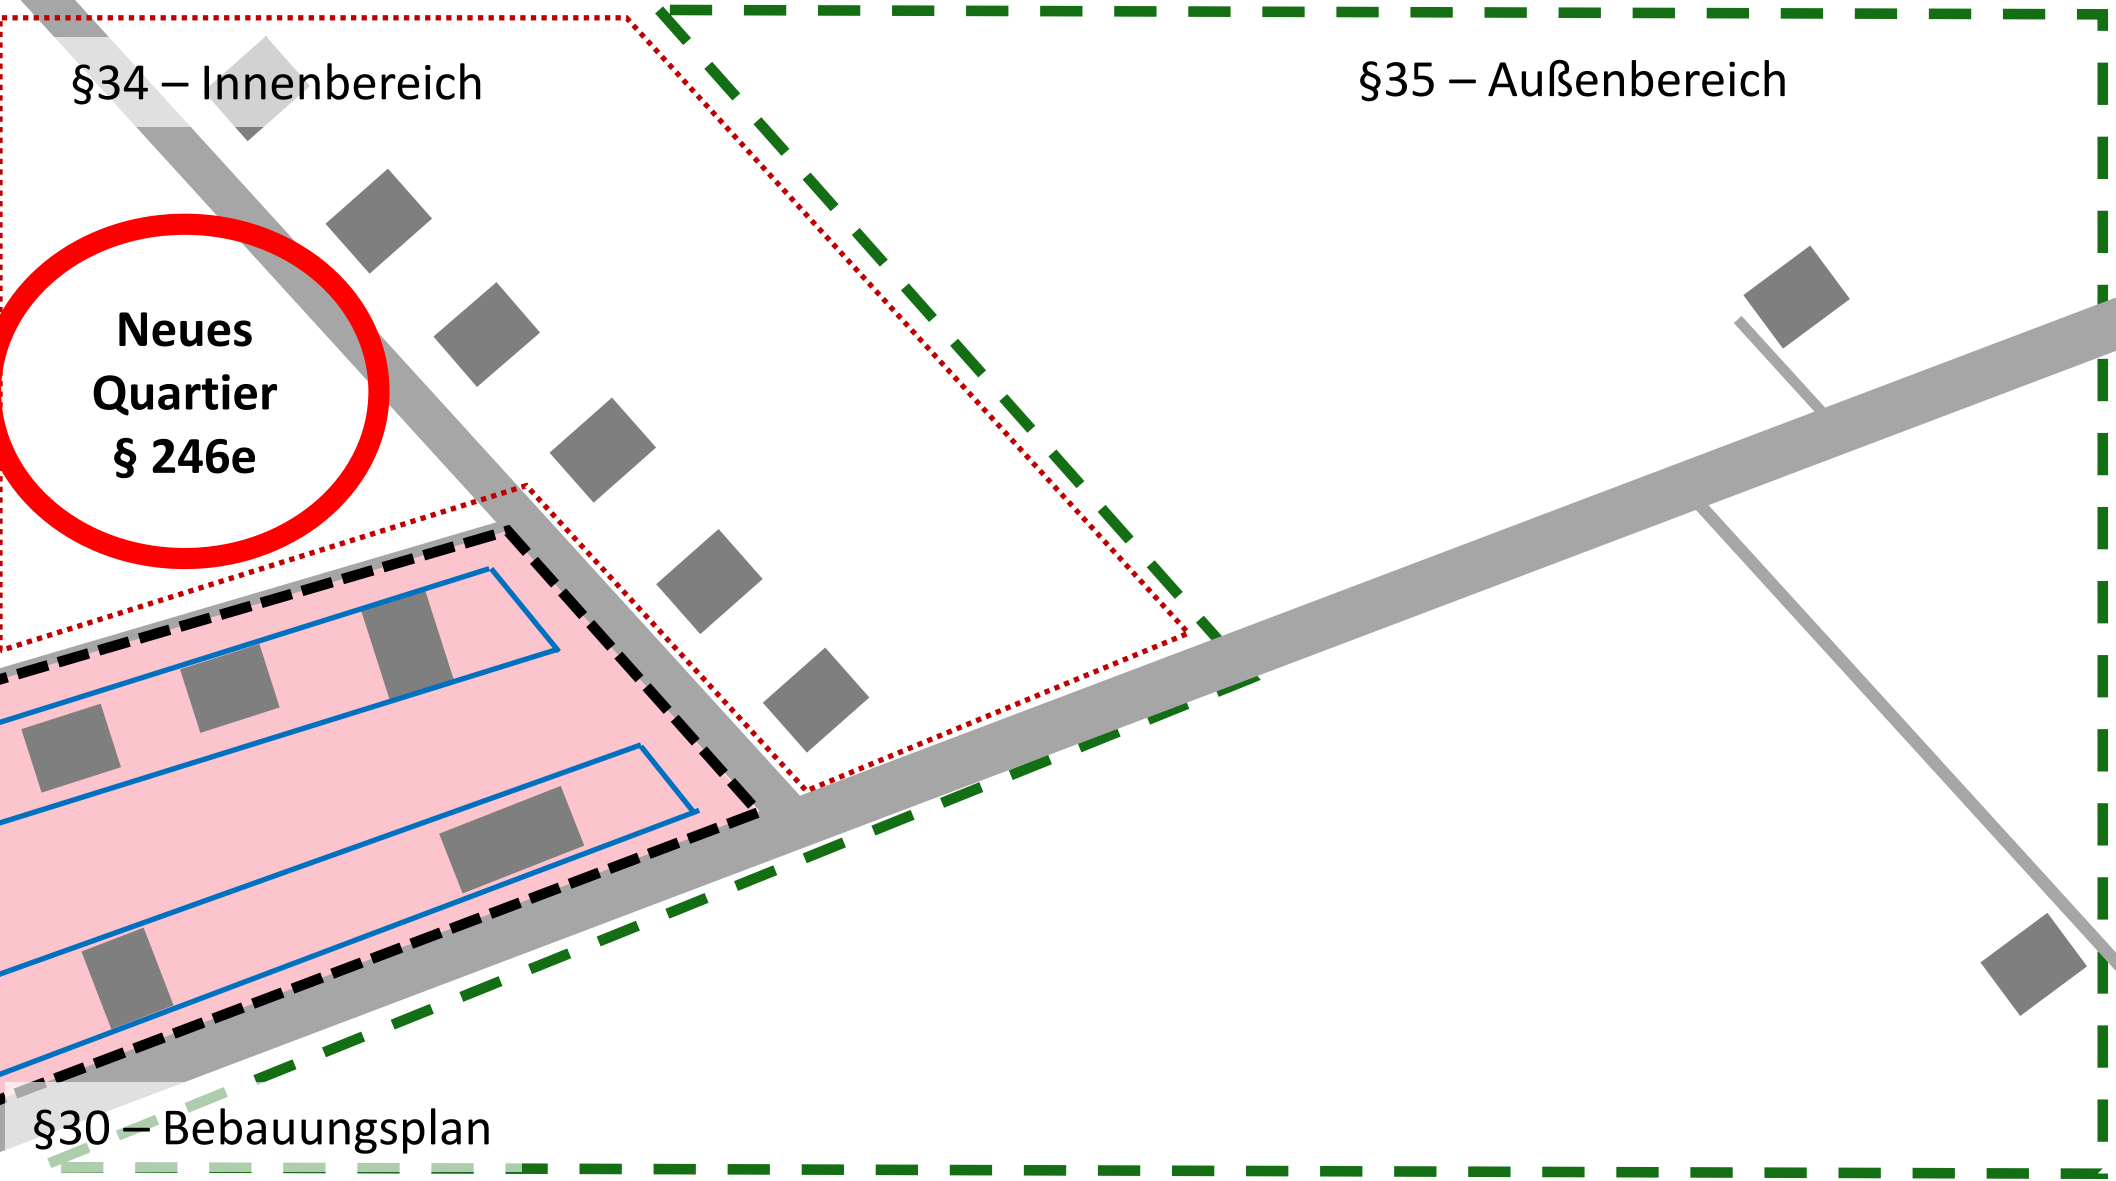 §34 – Innenbereich
§35 – Außenbereich
Neues
Quartier
§ 246e
§30 – Bebauungsplan